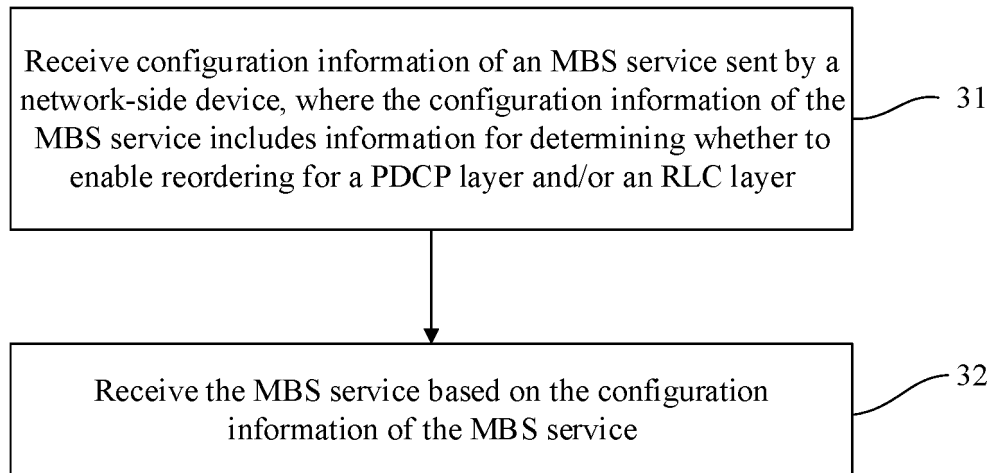 Receive configuration information of an MBS service sent by a
network-side device, where the configuration information of the
MBS service includes information for determining whether to
enable reordering for a PDCP layer and/or an RLC layer
31
Receive the MBS service based on the configuration
information of the MBS service
32